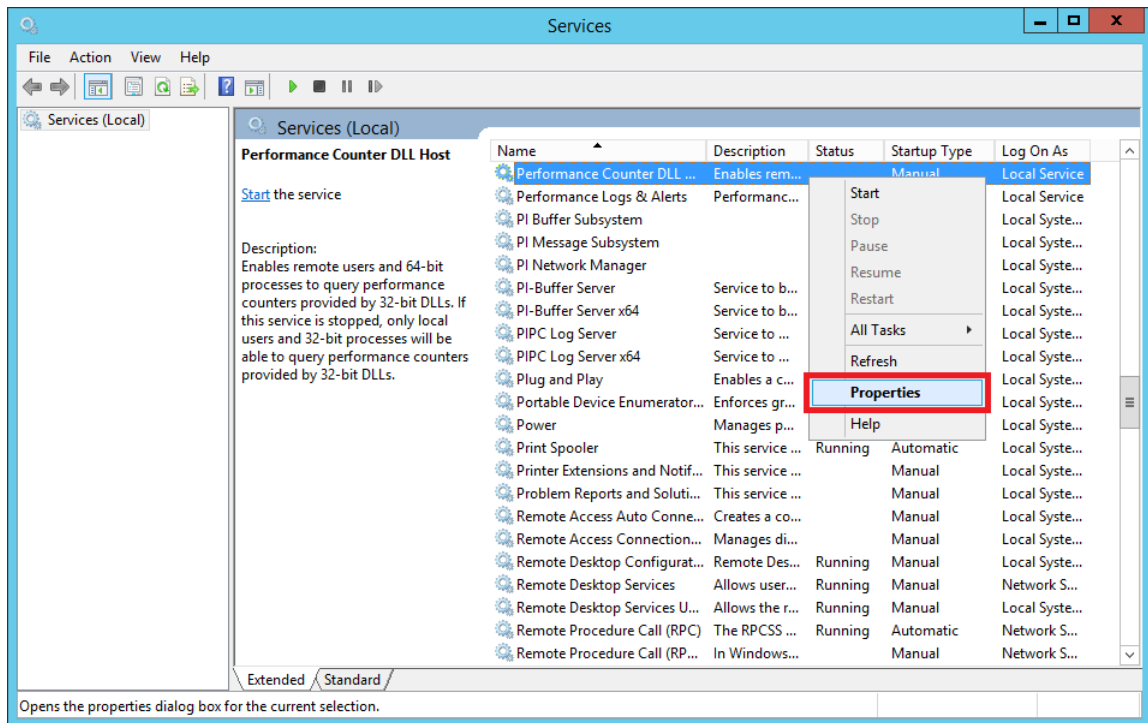 Services
File Action View Help
Services (Local)
Services (Local)
Performance Counter DLL Host
Start the service
Description:
Enables remote users and 64-bit
processes to query performance
counters provided by 32-bit DLLs. If
this service is stopped, only local
users and 32-bit processes will be
able to query performance counters
provided by 32-bit DLLs.
Name Description Status Startup Type Log On As
Performance Counter DLL ... Enables rem... Manual Local Service
Performance Logs & Alerts Performanc... Local Service
PI Buffer Subsystem Local Syste...
PI Message Subsystem Local Syste...
PI Network Manager Local Syste...
PI-Buffer Server Service to b... Local Syste...
PI-Buffer Server x64 Service to b... Local Syste...
PIPC Log Server Service to ... Local Syste...
PIPC Log Server x64 Service to ... Local Syste...
Plug and Play Enables a c... Local Syste...
Portable Device Enumerator... Enforces gr... Local Syste...
Power Manages p... Local Syste...
Print Spooler This service ... Running Automatic Local Syste...
Printer Extensions and Notif... This service ... Manual Local Syste...
Problem Reports and Soluti... This service ... Manual Local Syste...
Remote Access Auto Conne... Creates a co... Manual Local Syste...
Remote Access Connection... Manages di... Manual Local Syste...
Remote Desktop Configurat... Remote Des... Running Manual Local Syste...
Remote Desktop Services Allows user... Running Manual Network S...
Remote Desktop Services U... Allows the r... Running Manual Local Syste...
Remote Procedure Call (RPC) The RPCSS ... Running Automatic Network S...
Remote Procedure Call (RP... In Windows... Manual Network S...
Start
Stop
Pause
Resume
Restart
All Tasks
Refresh
Properties
Help
Extended Standard
Opens the properties dialog box for the current selection.